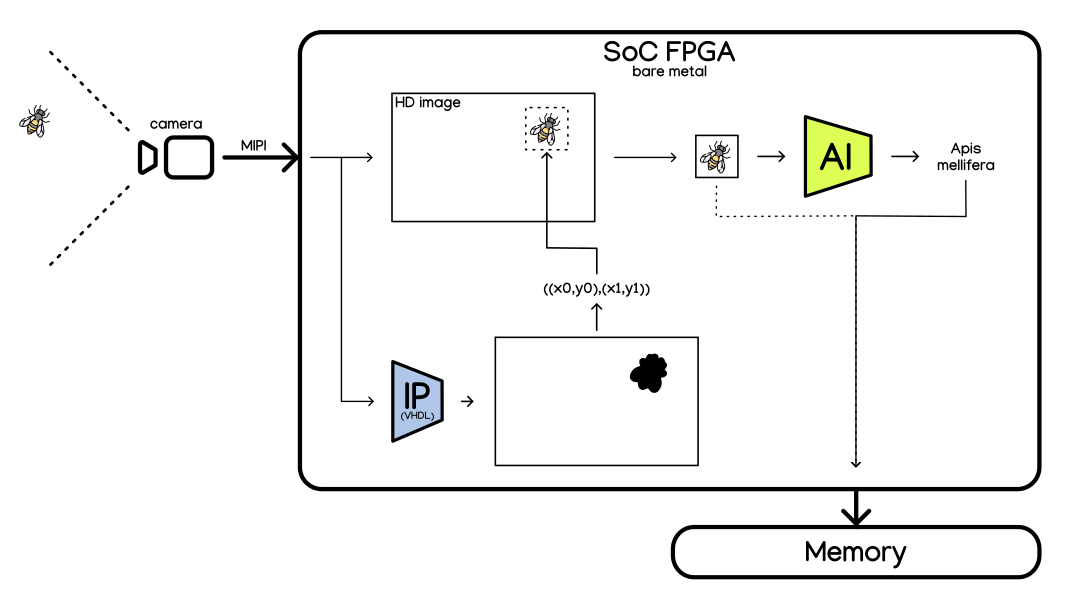 SoC FPGA
bare metal
HD image
camera
MIPI
AI
Apis
mellifera
((x0,y0),(x1,y1))
IP
(VHDL)
Memory